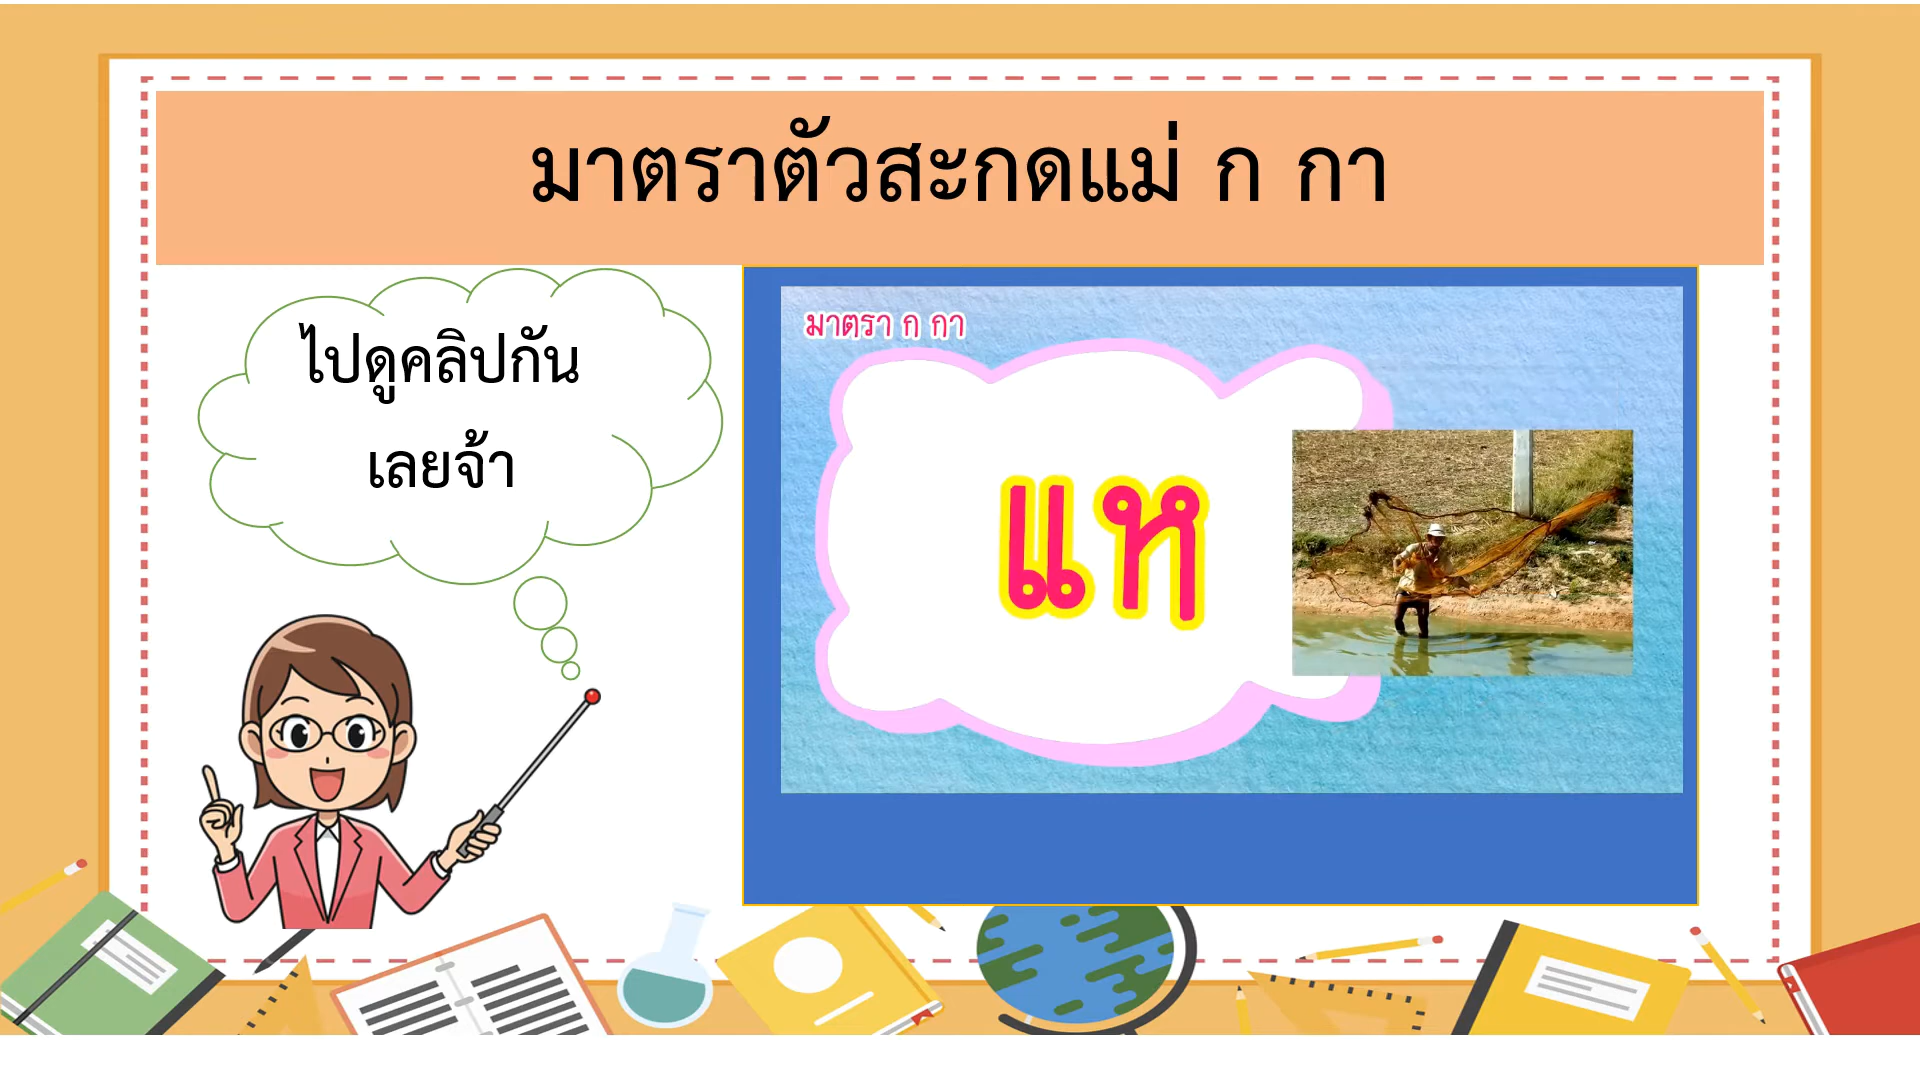 มาตราตัวสะกดแม่ ก กา
ไปดูคลิปกัน
เลยจ้า
มาตรา ก กา
แห